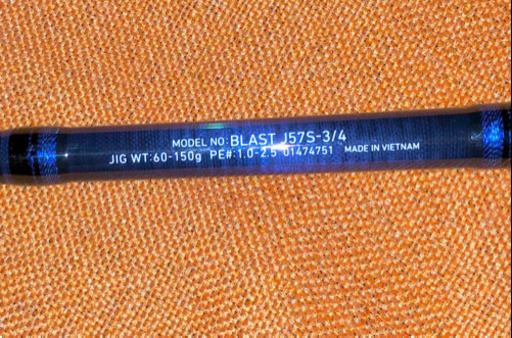 MODEL NO:BLAST J57S-3/4
JIG WT:60-150g PE#:1.0-2.5 01474751 MADE IN VIETNAM